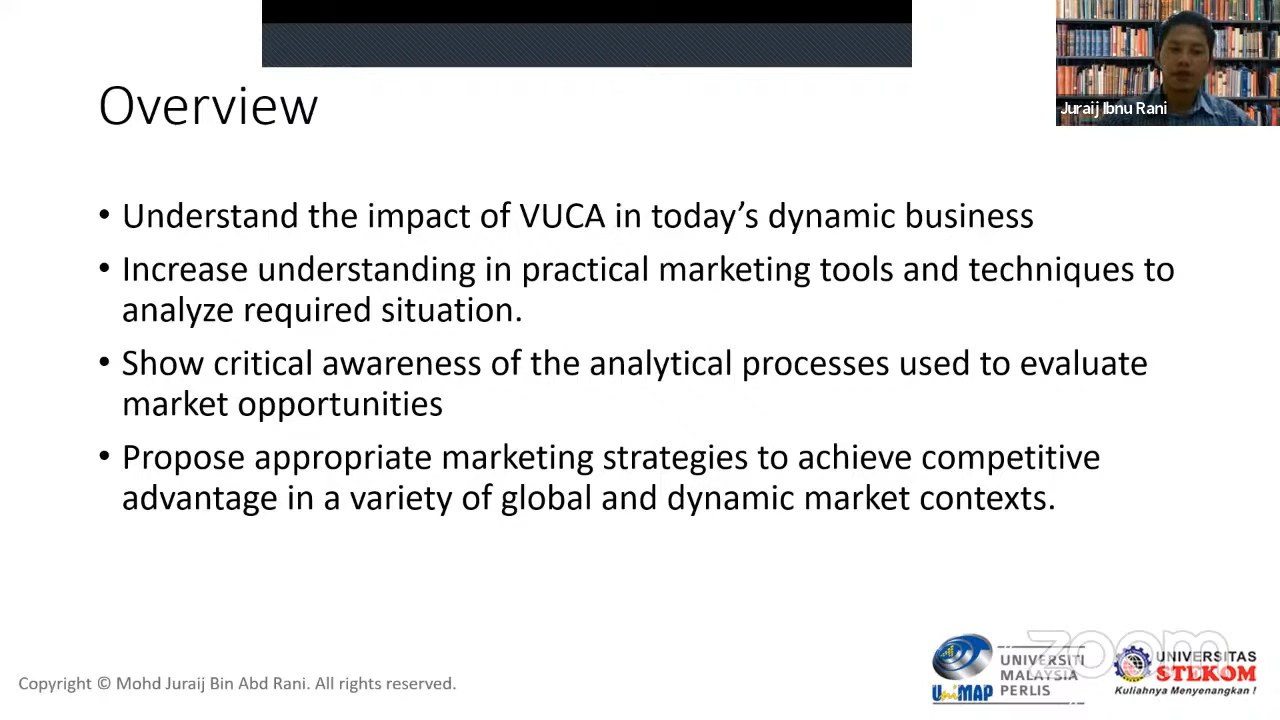 Overview
Juraij Ibnu Rani
• Understand the impact of VUCA in today’s dynamic business
• Increase understanding in practical marketing tools and techniques to
analyze required situation.
• Show critical awareness of the analytical processes used to evaluate
market opportunities
• Propose appropriate marketing strategies to achieve competitive
advantage in a variety of global and dynamic market contexts.
Copyright © Mohd Juraij Bin Abd Rani. All rights reserved.
UniMAP
UNIVERSITI
MALAYSIA
PERLIS
zoom
UNIVERSITAS
STEKOM
Kuliahnya Menyenangkan !